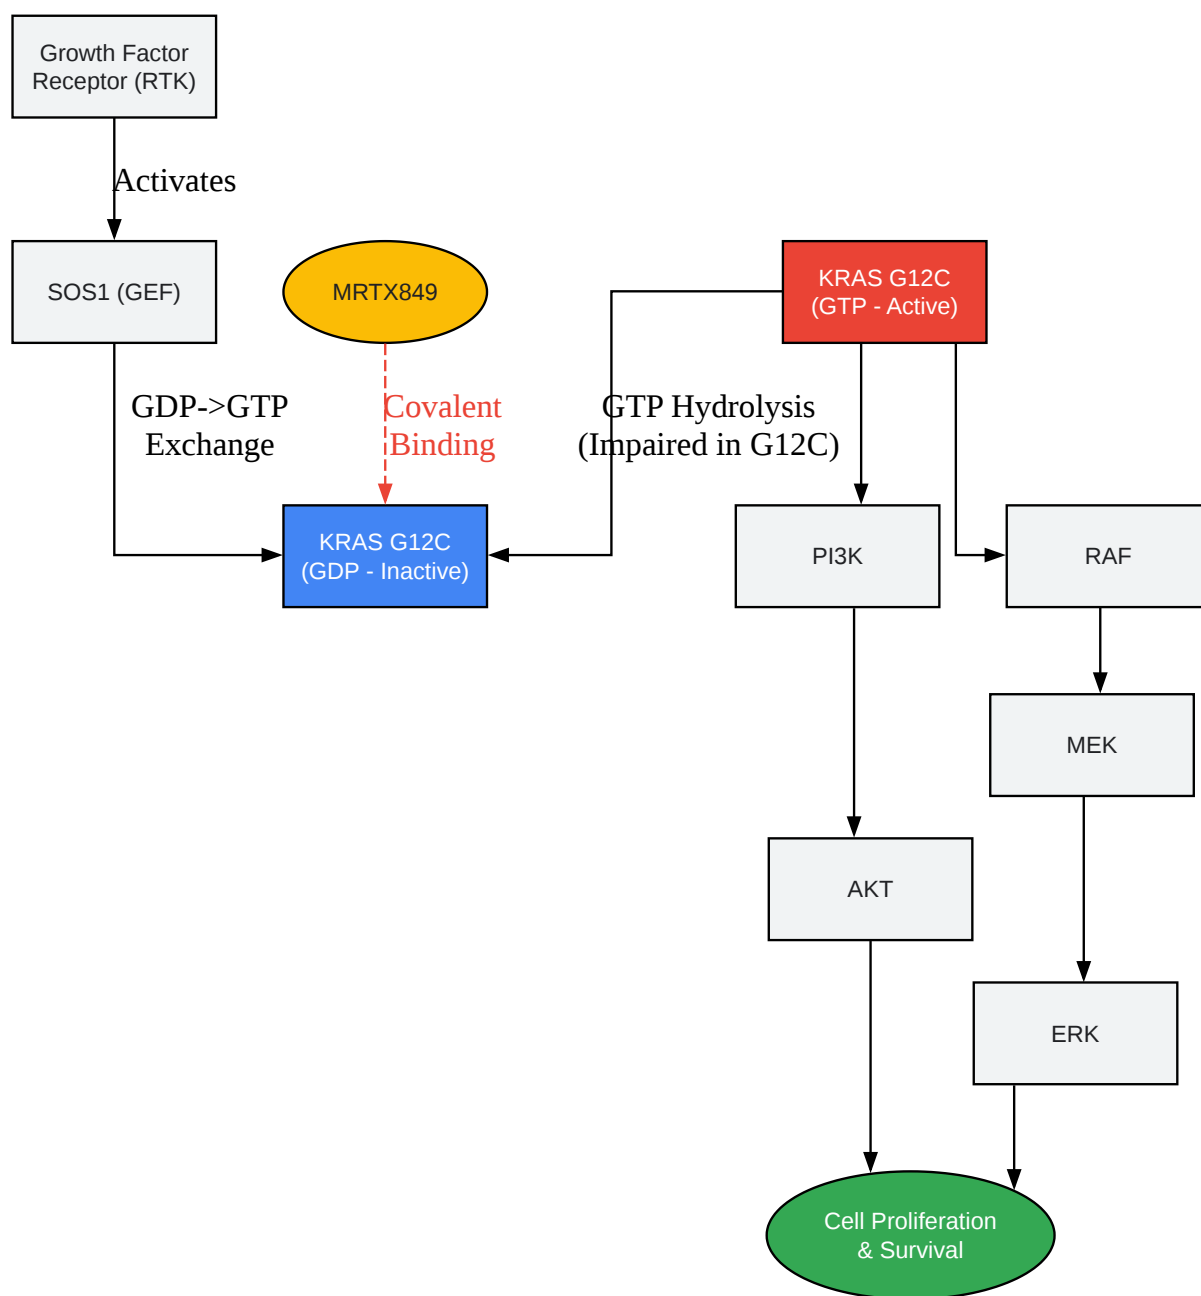 Growth Factor
Receptor (RTK)
Activates
SOS1 (GEF)
MRTX849
KRAS G12C
(GTP - Active)
GDP->GTP
Exchange
Covalent
Binding
GTP Hydrolysis
(Impaired in G12C)
KRAS G12C
(GDP - Inactive)
PI3K
RAF
MEK
AKT
ERK
Cell Proliferation
& Survival